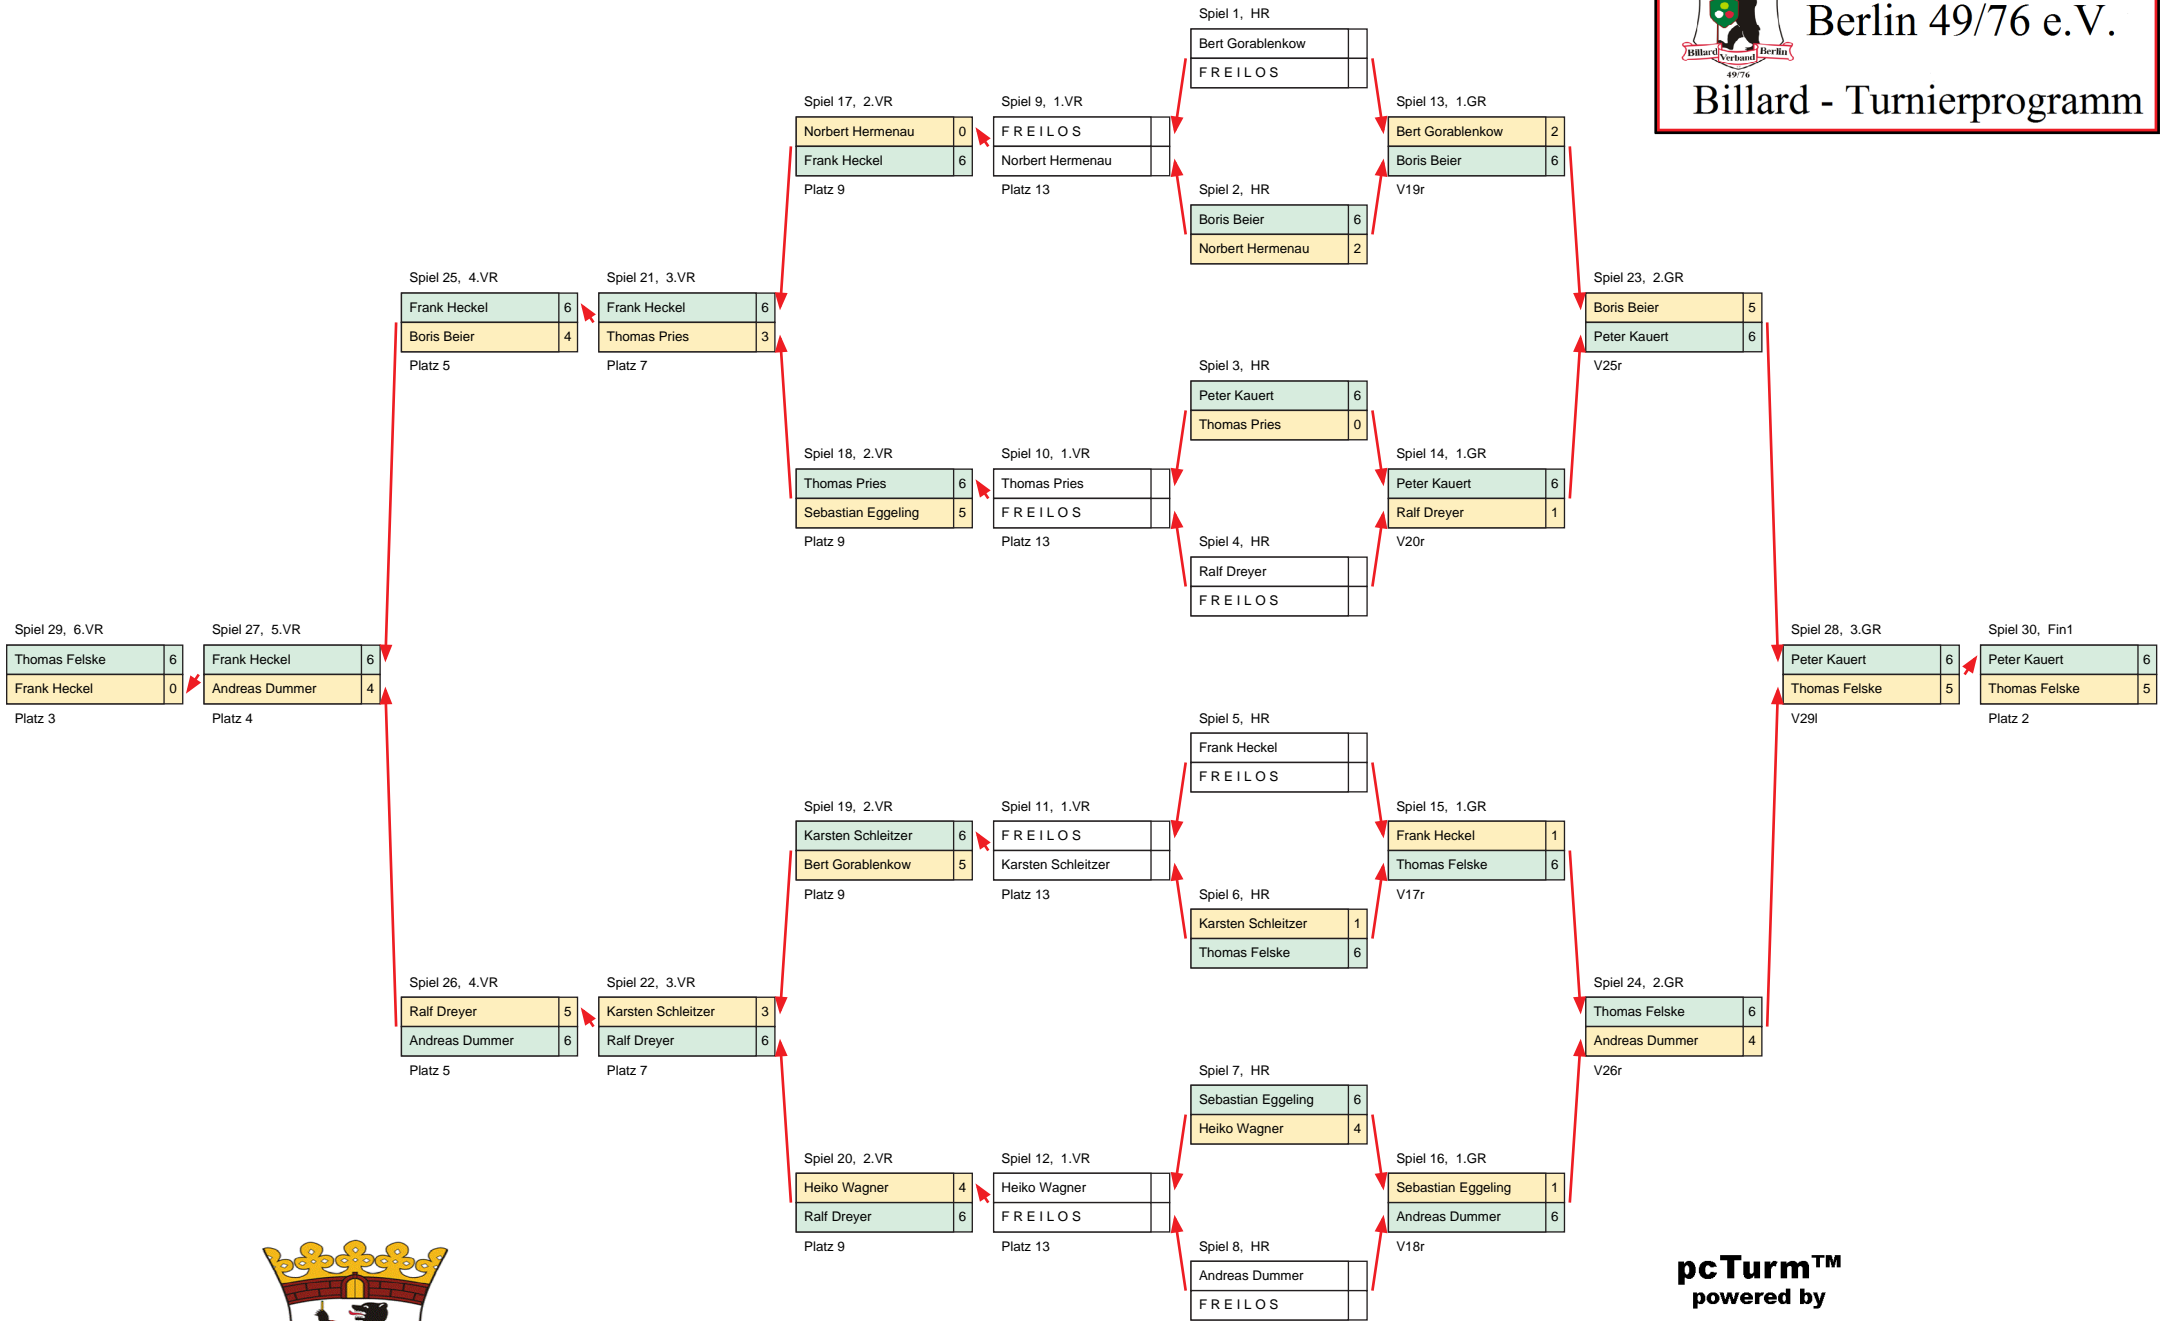 Berlin 49/76 e.V.
Billard Verband Berlin
49/76
Billard - Turnierprogramm
Spiel 29, 6.VR
Thomas Felske 6
Frank Heckel 0
Platz 3
Spiel 27, 5.VR
Frank Heckel 6
Andreas Dummer 4
Platz 4
Spiel 25, 4.VR
Frank Heckel 6
Boris Beier 4
Platz 5
Spiel 26, 4.VR
Ralf Dreyer 5
Andreas Dummer 6
Platz 5
Spiel 21, 3.VR
Frank Heckel 6
Thomas Pries 3
Platz 7
Spiel 22, 3.VR
Karsten Schleitzer 3
Ralf Dreyer 6
Platz 7
Spiel 17, 2.VR
Norbert Hermenau 0
Frank Heckel 6
Platz 9
Spiel 18, 2.VR
Thomas Pries 6
Sebastian Eggeling 5
Platz 9
Spiel 19, 2.VR
Karsten Schleitzer 6
Bert Gorablenkow 5
Platz 9
Spiel 20, 2.VR
Heiko Wagner 4
Ralf Dreyer 6
Platz 9
Spiel 9, 1.VR
F R E I L O S
Norbert Hermenau
Platz 13
Spiel 10, 1.VR
Thomas Pries
F R E I L O S
Platz 13
Spiel 11, 1.VR
F R E I L O S
Karsten Schleitzer
Platz 13
Spiel 12, 1.VR
Heiko Wagner
F R E I L O S
Platz 13
Spiel 1, HR
Bert Gorablenkow
F R E I L O S
Spiel 2, HR
Boris Beier 6
Norbert Hermenau 2
Spiel 3, HR
Peter Kauert 6
Thomas Pries 0
Spiel 4, HR
Ralf Dreyer
F R E I L O S
Spiel 5, HR
Frank Heckel
F R E I L O S
Spiel 6, HR
Karsten Schleitzer 1
Thomas Felske 6
Spiel 7, HR
Sebastian Eggeling 6
Heiko Wagner 4
Spiel 8, HR
Andreas Dummer
F R E I L O S
Spiel 13, 1.GR
Bert Gorablenkow 2
Boris Beier 6
V19r
Spiel 14, 1.GR
Peter Kauert 6
Ralf Dreyer 1
V20r
Spiel 15, 1.GR
Frank Heckel 1
Thomas Felske 6
V17r
Spiel 16, 1.GR
Sebastian Eggeling 1
Andreas Dummer 6
V18r
Spiel 23, 2.GR
Boris Beier 5
Peter Kauert 6
V25r
Spiel 24, 2.GR
Thomas Felske 6
Andreas Dummer 4
V26r
Spiel 28, 3.GR
Peter Kauert 6
Thomas Felske 5
V29l
Spiel 30, Fin1
Peter Kauert 6
Thomas Felske 5
Platz 2
pcTurm™
powered by